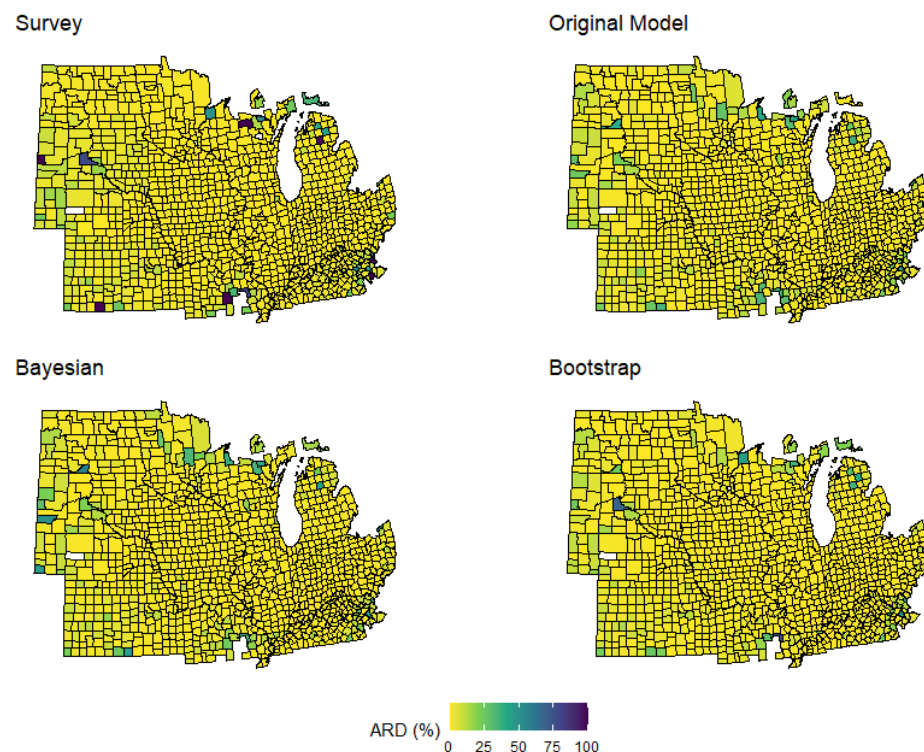 Survey
Original Model
Bayesian
Bootstrap
ARD (%)
0 25 50 75 100